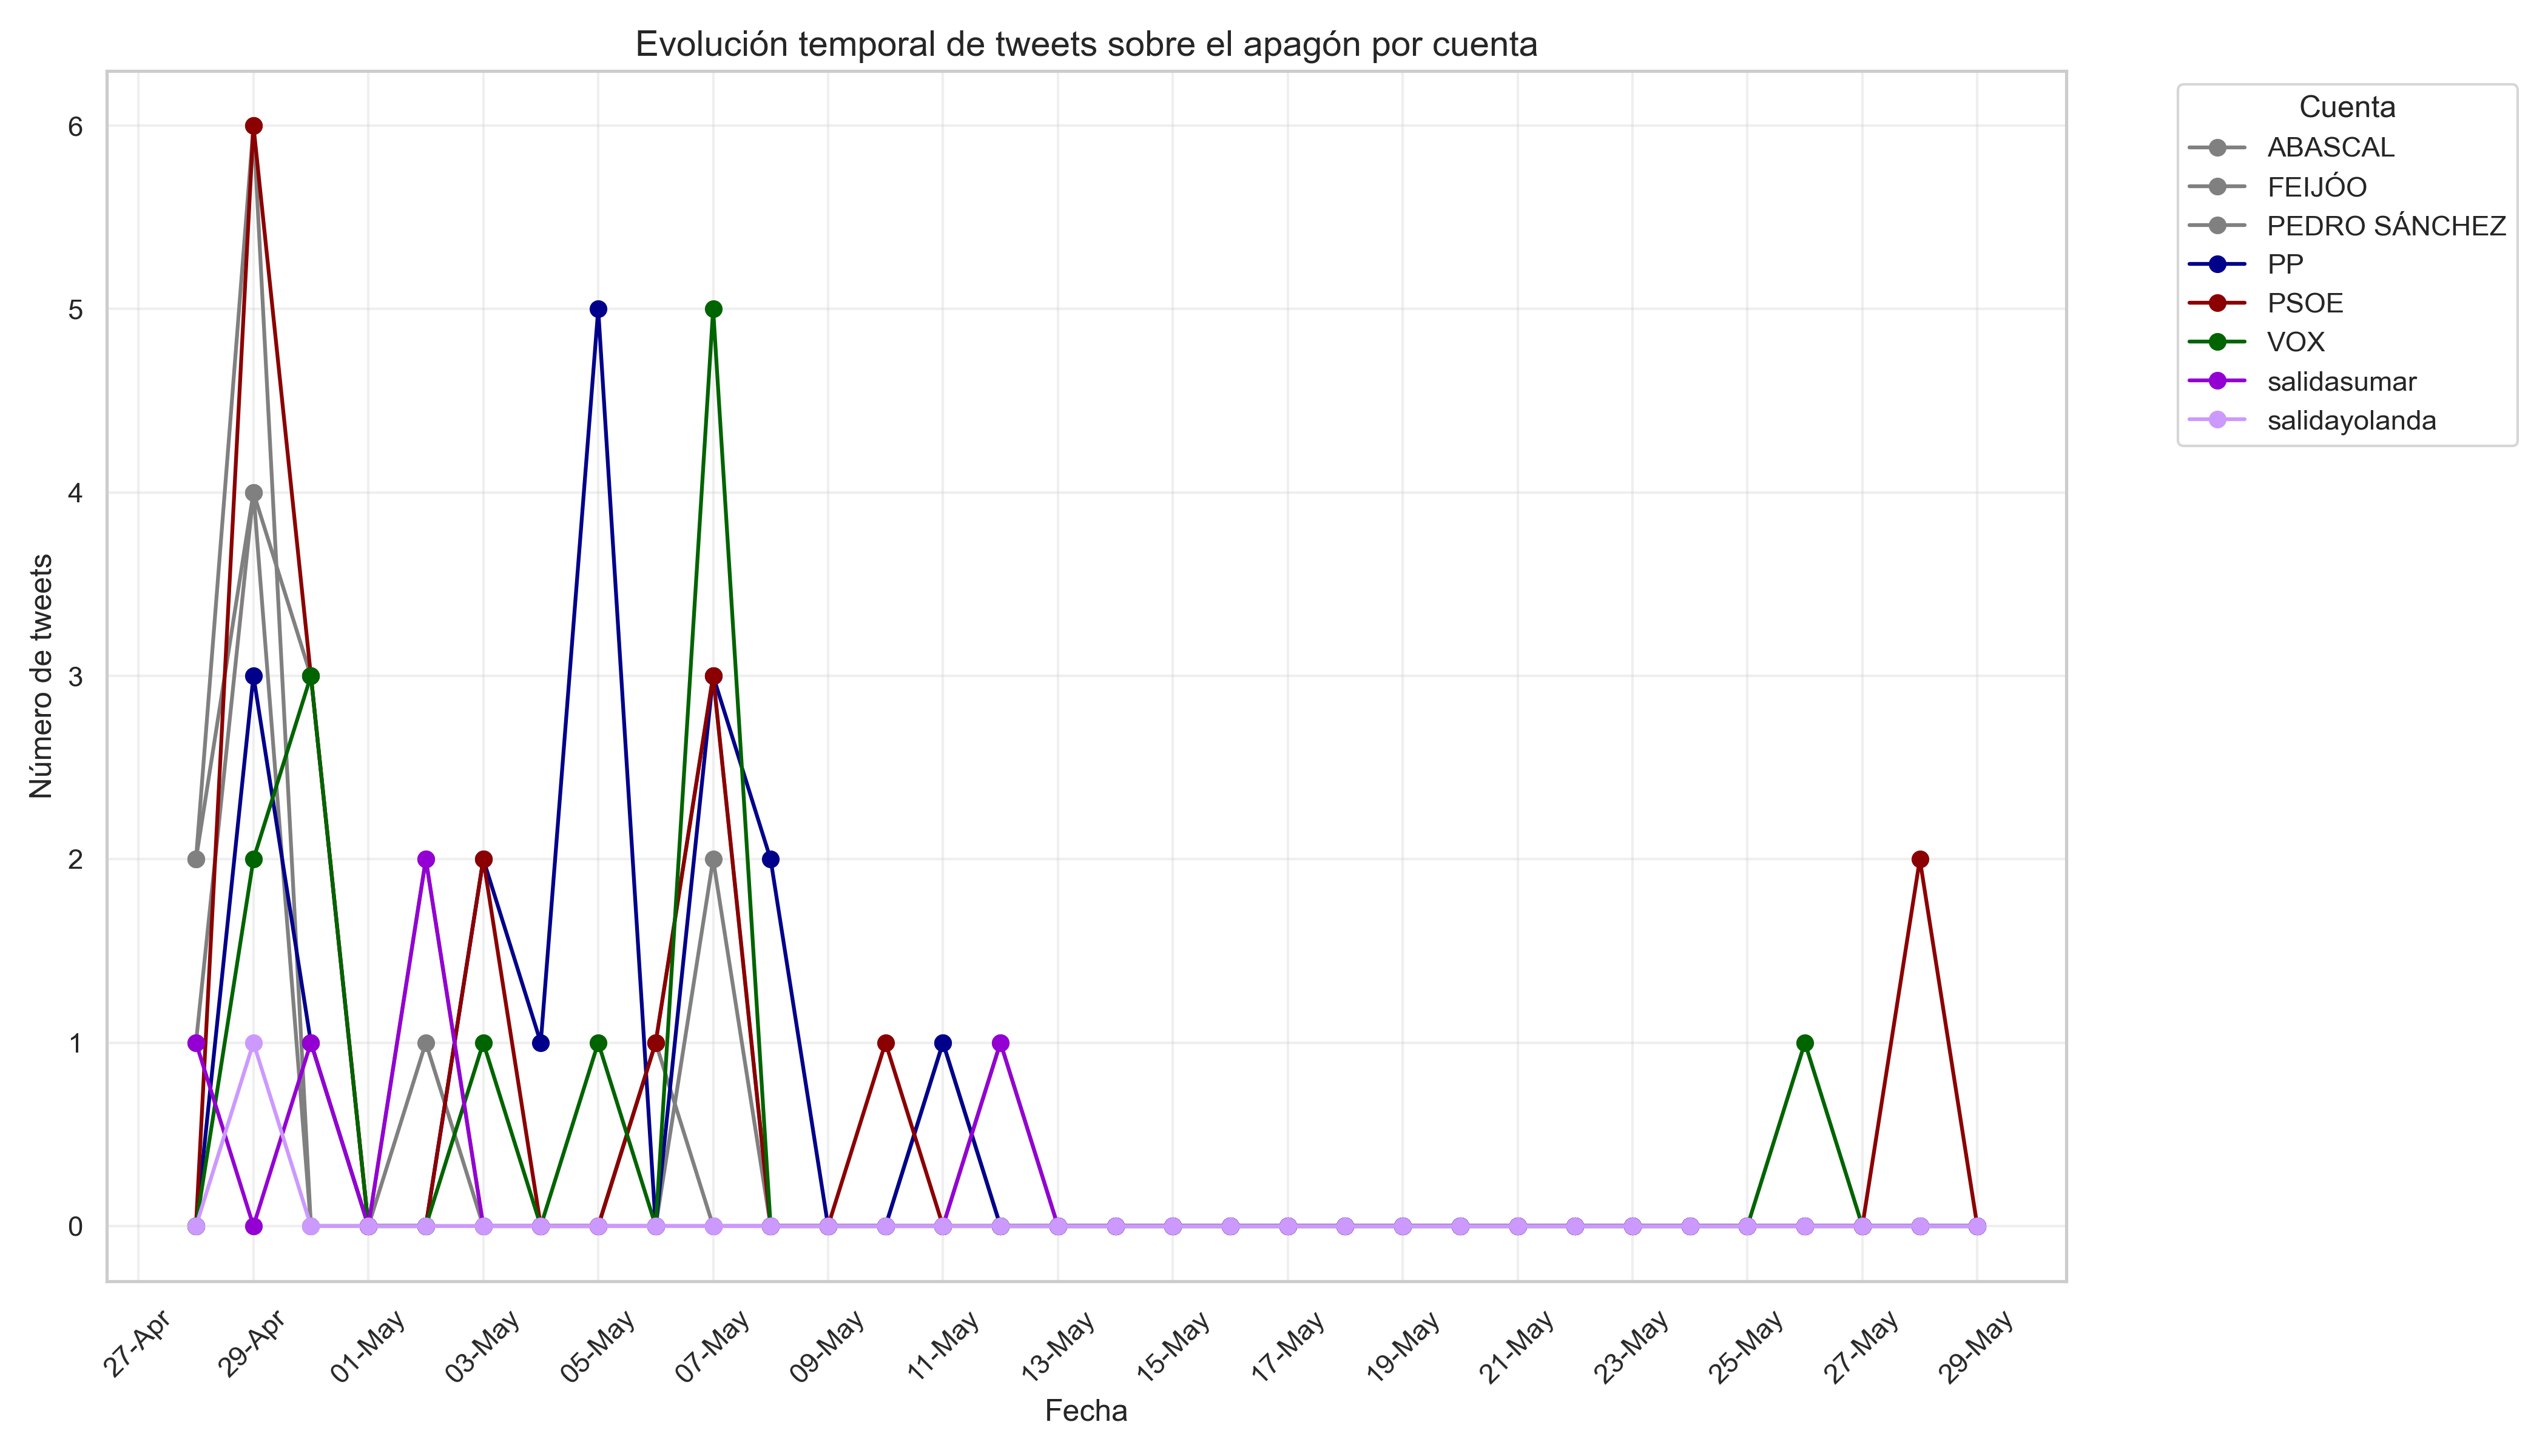 Evolución temporal de tweets sobre el apagón por cuenta
Cuenta
ABASCAL
FEIJÓO
PEDRO SÁNCHEZ
PP
PSOE
VOX
salidasumar
salidayolanda
Número de tweets
6
5
4
3
2
1
0
27-Apr
29-Apr
01-May
03-May
05-May
07-May
09-May
11-May
13-May
15-May
17-May
19-May
21-May
23-May
25-May
27-May
29-May
Fecha